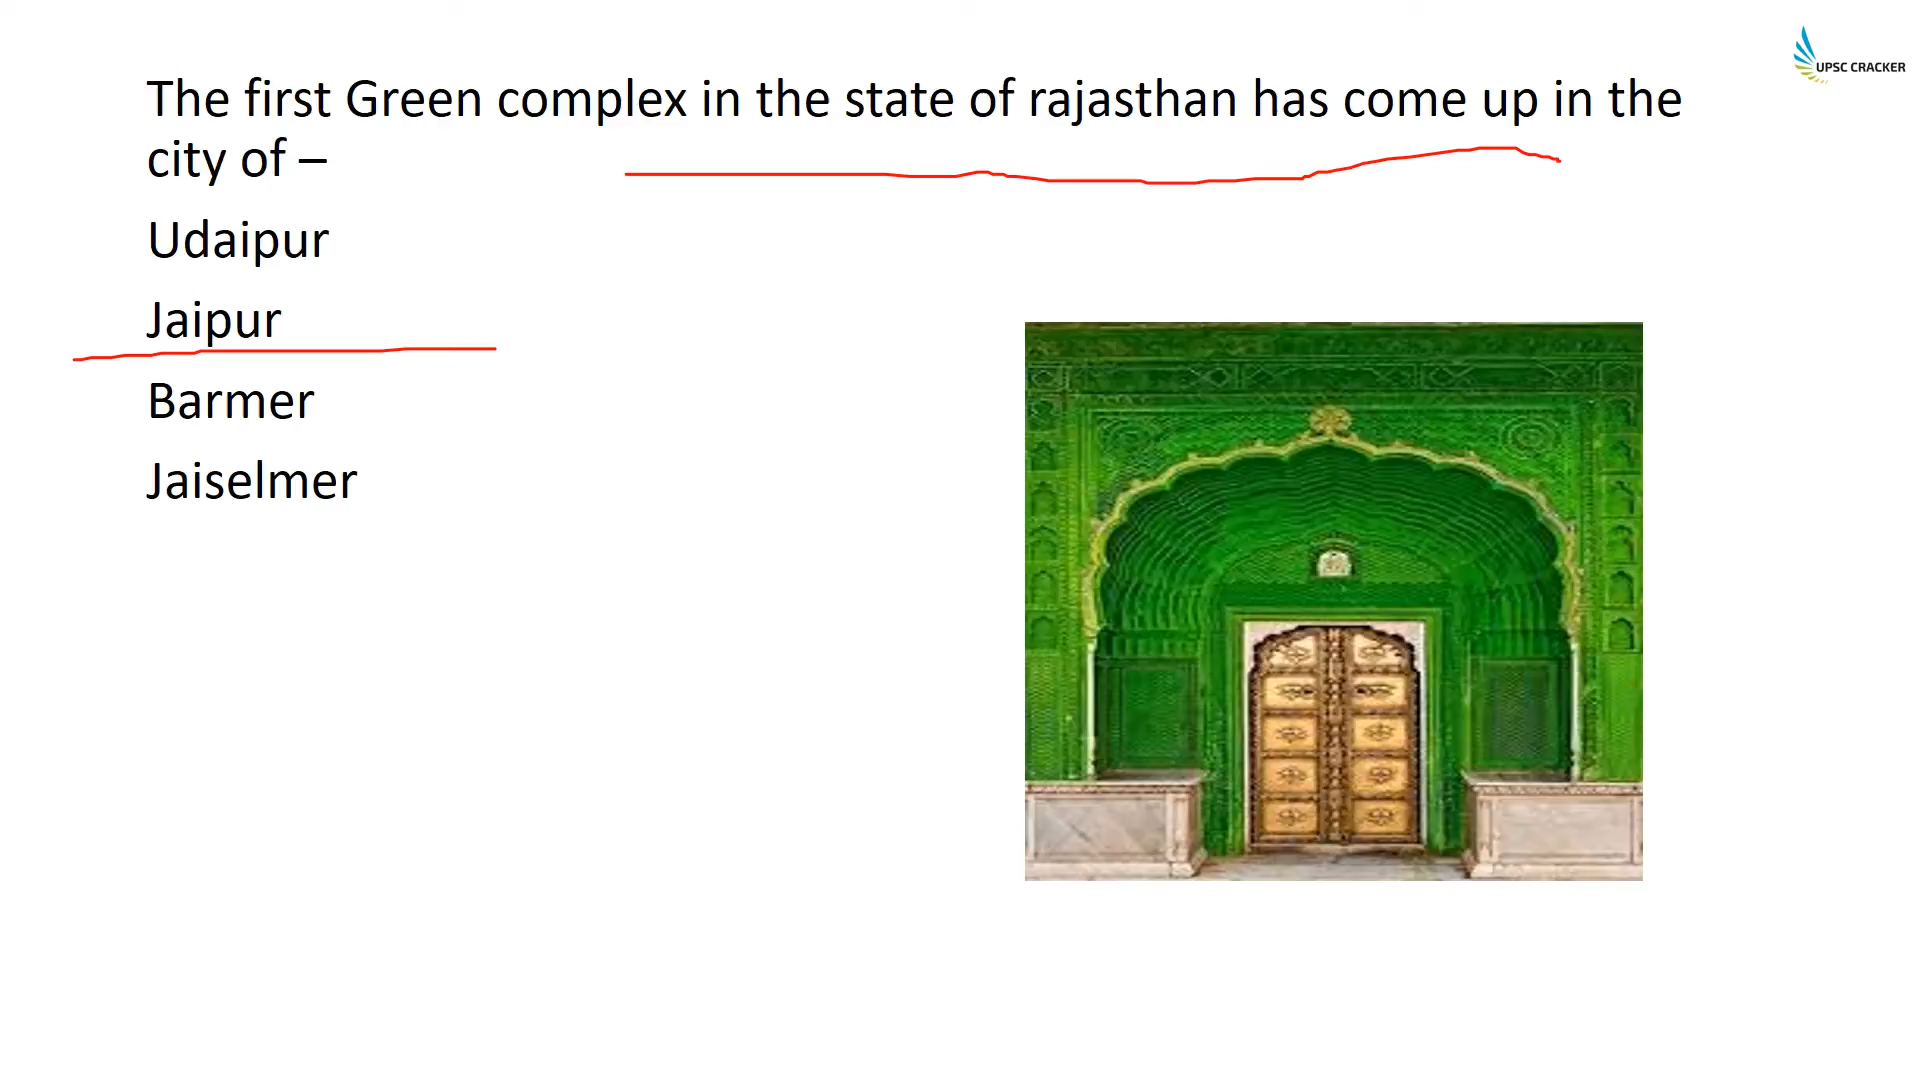 UPSC CRACKER
The first Green complex in the state of rajasthan has come up in the
city of –
Udaipur
Jaipur
Barmer
Jaiselmer